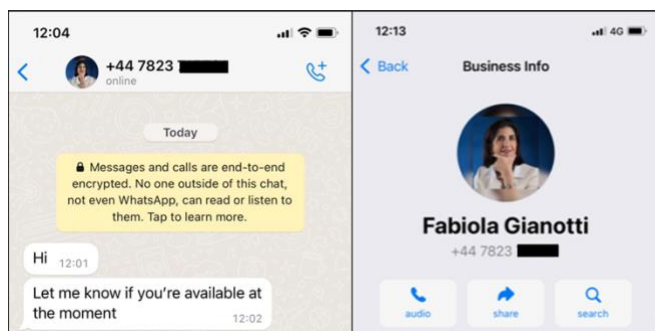 12:04
+44 7823
online
Today
Messages and calls are end-to-end
encrypted. No one outside of this chat,
not even WhatsApp, can read or listen to
them. Tap to learn more.
Hi 12:01
Let me know if you're available at
the moment 12:02
12:13
4G
Back Business Info
Fabiola Gianotti
+44 7823
audio share search